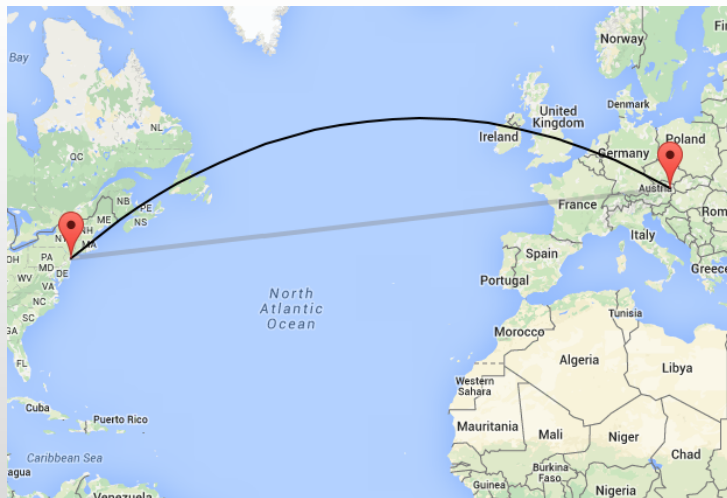 Norway
Fin
Bay
United
Kingdom
Denmark
Ireland
Poland
Germany
NL
QC
Austria
France
NB
PE
ME
NS
NH
NY
MA
Rom
Italy
OH
PA
MD
DE
WV
VA
Spain
Portugal
Greece
NC
SC
GA
North
Atlantic
Ocean
Tunisia
Morocco
FL
Algeria
Libya
Western
Sahara
Cuba
Puerto Rico
Mauritania
Mali
Niger
Chad
Caribbean Sea
agua
Burkina
Faso
Guinea
Nigeria
Venezuela